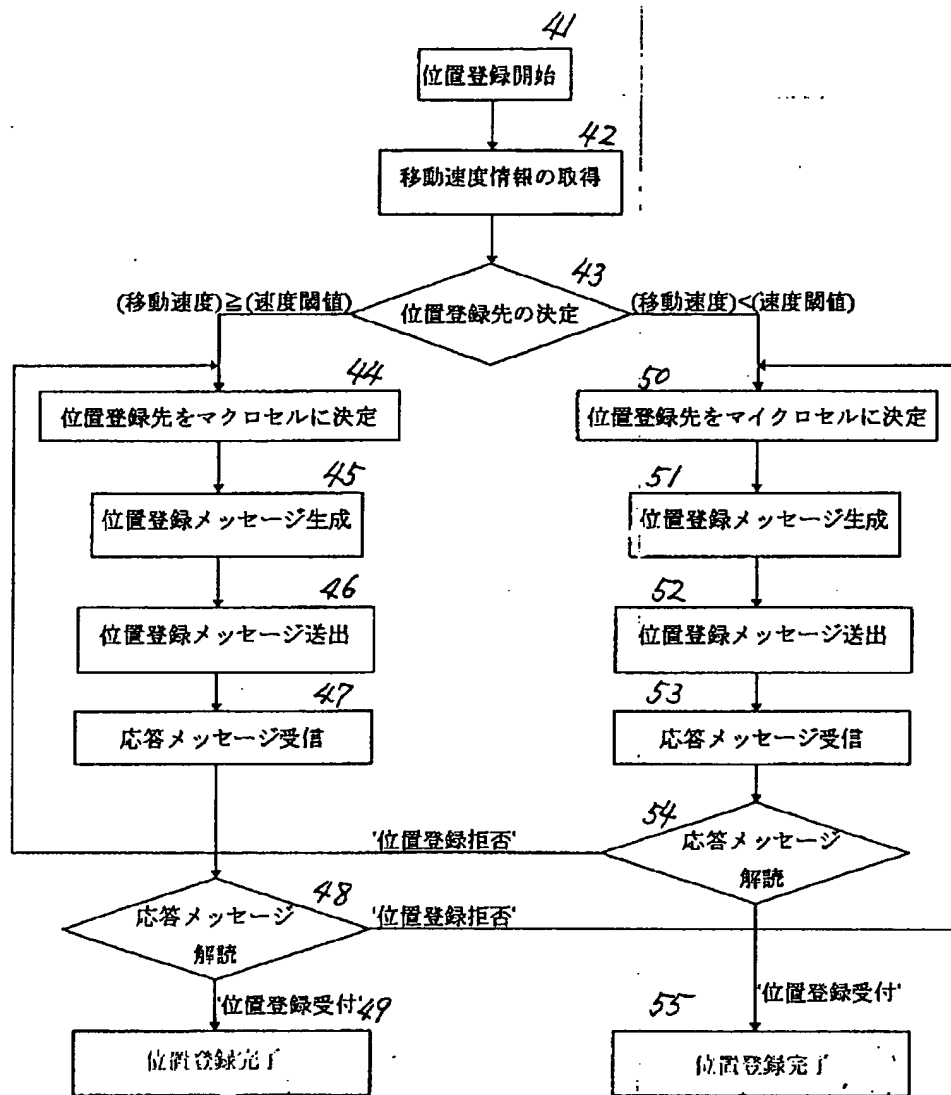 41
位置登録開始
42
移動速度情報の取得
43
位置登録先の決定
(移動速度)≧(速度閾値)
(移動速度)<(速度閾値)
44
位置登録先をマクロセルに決定
45
位置登録メッセージ生成
46
位置登録メッセージ送出
47
応答メッセージ受信
48
応答メッセージ
解読
'位置登録拒否'
'位置登録受付'
49
位置登録完了
50
位置登録先をマイクロセルに決定
51
位置登録メッセージ生成
52
位置登録メッセージ送出
53
応答メッセージ受信
54
応答メッセージ
解読
'位置登録拒否'
'位置登録受付'
55
位置登録完了